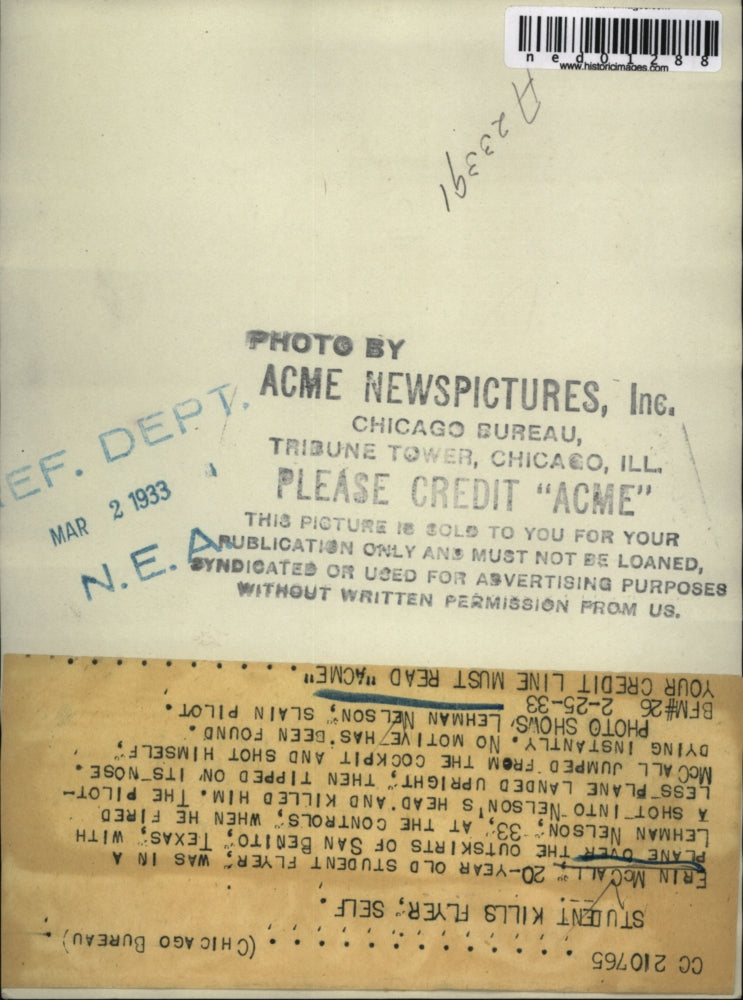 ned01288
www.historicimages.com
A23391
PHOTO BY
ACME NEWSPICTURES, Inc.
CHICAGO BUREAU,
TRIBUNE TOWER, CHICAGO, ILL.
PLEASE CREDIT "ACME"
THIS PICTURE IS SOLD TO YOU FOR YOUR
PUBLICATION ONLY AND MUST NOT BE LOANED,
SYNDICATED OR USED FOR ADVERTISING PURPOSES
WITHOUT WRITTEN PERMISSION FROM US.
EF. DEPT.
MAR 2 1933
N. E. A.
CC 210765 . . . . . . . . . . (CHICAGO BUREAU) .
STUDENT KILLS FLYER, SELF.
ERIN MCCALL, 20-YEAR OLD STUDENT FLYER, WAS IN A
PLANE OVER THE OUTSKIRTS OF SAN BENITO, TEXAS, WITH
LEHMAN NELSON, 33, AT THE CONTROLS, WHEN HE FIRED
A SHOT INTO NELSON'S HEAD AND KILLED HIM. THE PILOT-
LESS PLANE LANDED UPRIGHT, THEN TIPPED ON ITS NOSE.
MCCALL JUMPED FROM THE COCKPIT AND SHOT HIMSELF,
DYING INSTANTLY. NO MOTIVE HAS BEEN FOUND.
PHOTO SHOWS, LEHMAN NELSON, SLAIN PILOT.
BFM#26 2-25-33
YOUR CREDIT LINE MUST READ "ACME"